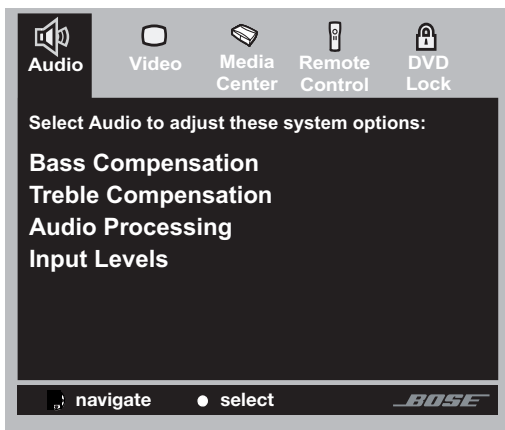 Audio
Video
Media
Center
Remote
Control
DVD
Lock
Select Audio to adjust these system options:
Bass Compensation
Treble Compensation
Audio Processing
Input Levels
navigate
select
BOSE